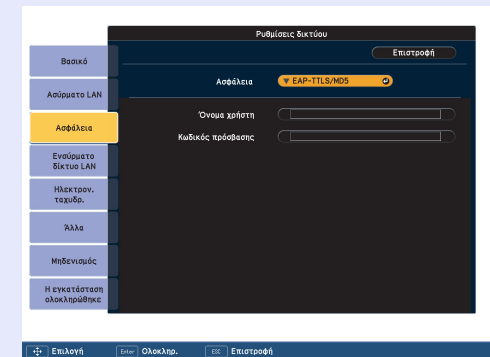 Ρυθμίσεις δικτύου
Επιστροφή
Βασικό
Ασφάλεια
EAP-TTLS/MD5
Ασύρματο LAN
Όνομα χρήστη
Ασφάλεια
Κωδικός πρόσβασης
Ενσύρματο
δίκτυο LAN
Ηλεκτρον.
ταχυδρ.
Άλλα
Μηδενισμός
Η εγκατάσταση
ολοκληρώθηκε
Επιλογή
Enter
Ολοκληρ.
ESC
Επιστροφή